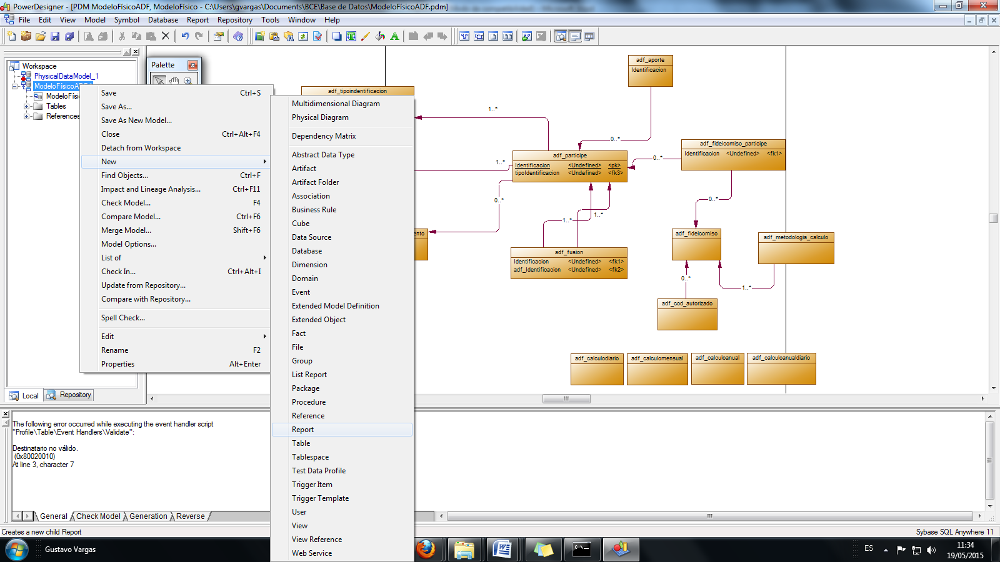 PowerDesigner - [PDM ModeloFísicoADF, ModeloFísico - C:\Users\gvargas\Documents\BCE\Base de Datos\ModeloFísicoADF.pdm]
File Edit View Model Symbol Database Report Repository Tools Window Help
Workspace
PhysicalDataModel_1
ModeloFísicoADF
ModeloFísic
Tables
References
Local
Repository
Palette
Save Ctrl+S
Save As...
Save As New Model...
Close Ctrl+Alt+F4
Detach from Workspace
New
Find Objects... Ctrl+F
Impact and Lineage Analysis... Ctrl+F11
Check Model... F4
Compare Model... Ctrl+F6
Merge Model... Shift+F6
Model Options...
List of
Check In... Ctrl+Alt+I
Update from Repository...
Compare with Repository...
Spell Check...
Edit
Rename F2
Properties Alt+Enter
Multidimensional Diagram
Physical Diagram
Dependency Matrix
Abstract Data Type
Artifact
Artifact Folder
Association
Business Rule
Cube
Data Source
Database
Dimension
Domain
Event
Extended Model Definition
Extended Object
Fact
File
Group
List Report
Package
Procedure
Reference
Report
Table
Tablespace
Test Data Profile
Trigger Item
Trigger Template
User
View
View Reference
Web Service
adf_tipoindentificacion
adf_aporte
Identificacion
1..*
0..*
adf_fideicomiso_participe
Identificacion <Undefined> <fk1>
adf_participe
Identificacion <Undefined> <pk>
tipoIdentificacion <Undefined> <fk3>
1..*
0..*
0..*
0..*
1..*
1..*
ento
adf_fideicomiso
adf_metodologia_calculo
adf_fusion
Identificacion <Undefined> <fk1>
adf_Identificacion <Undefined> <fk2>
0..*
1..*
adf_cod_autorizado
adf_calculodiario
adf_calculomensual
adf_calculoanual
adf_calculoanualdiario
The following error occurred while executing the event handler script
"Profile\Table\Event Handlers\Validate":
Destinatario no válido.
(0x80020010)
At line 3, character 7
General Check Model Generation Reverse
Creates a new child Report
Sybase SQL Anywhere 11
Gustavo Vargas
ES
11:34
19/05/2015